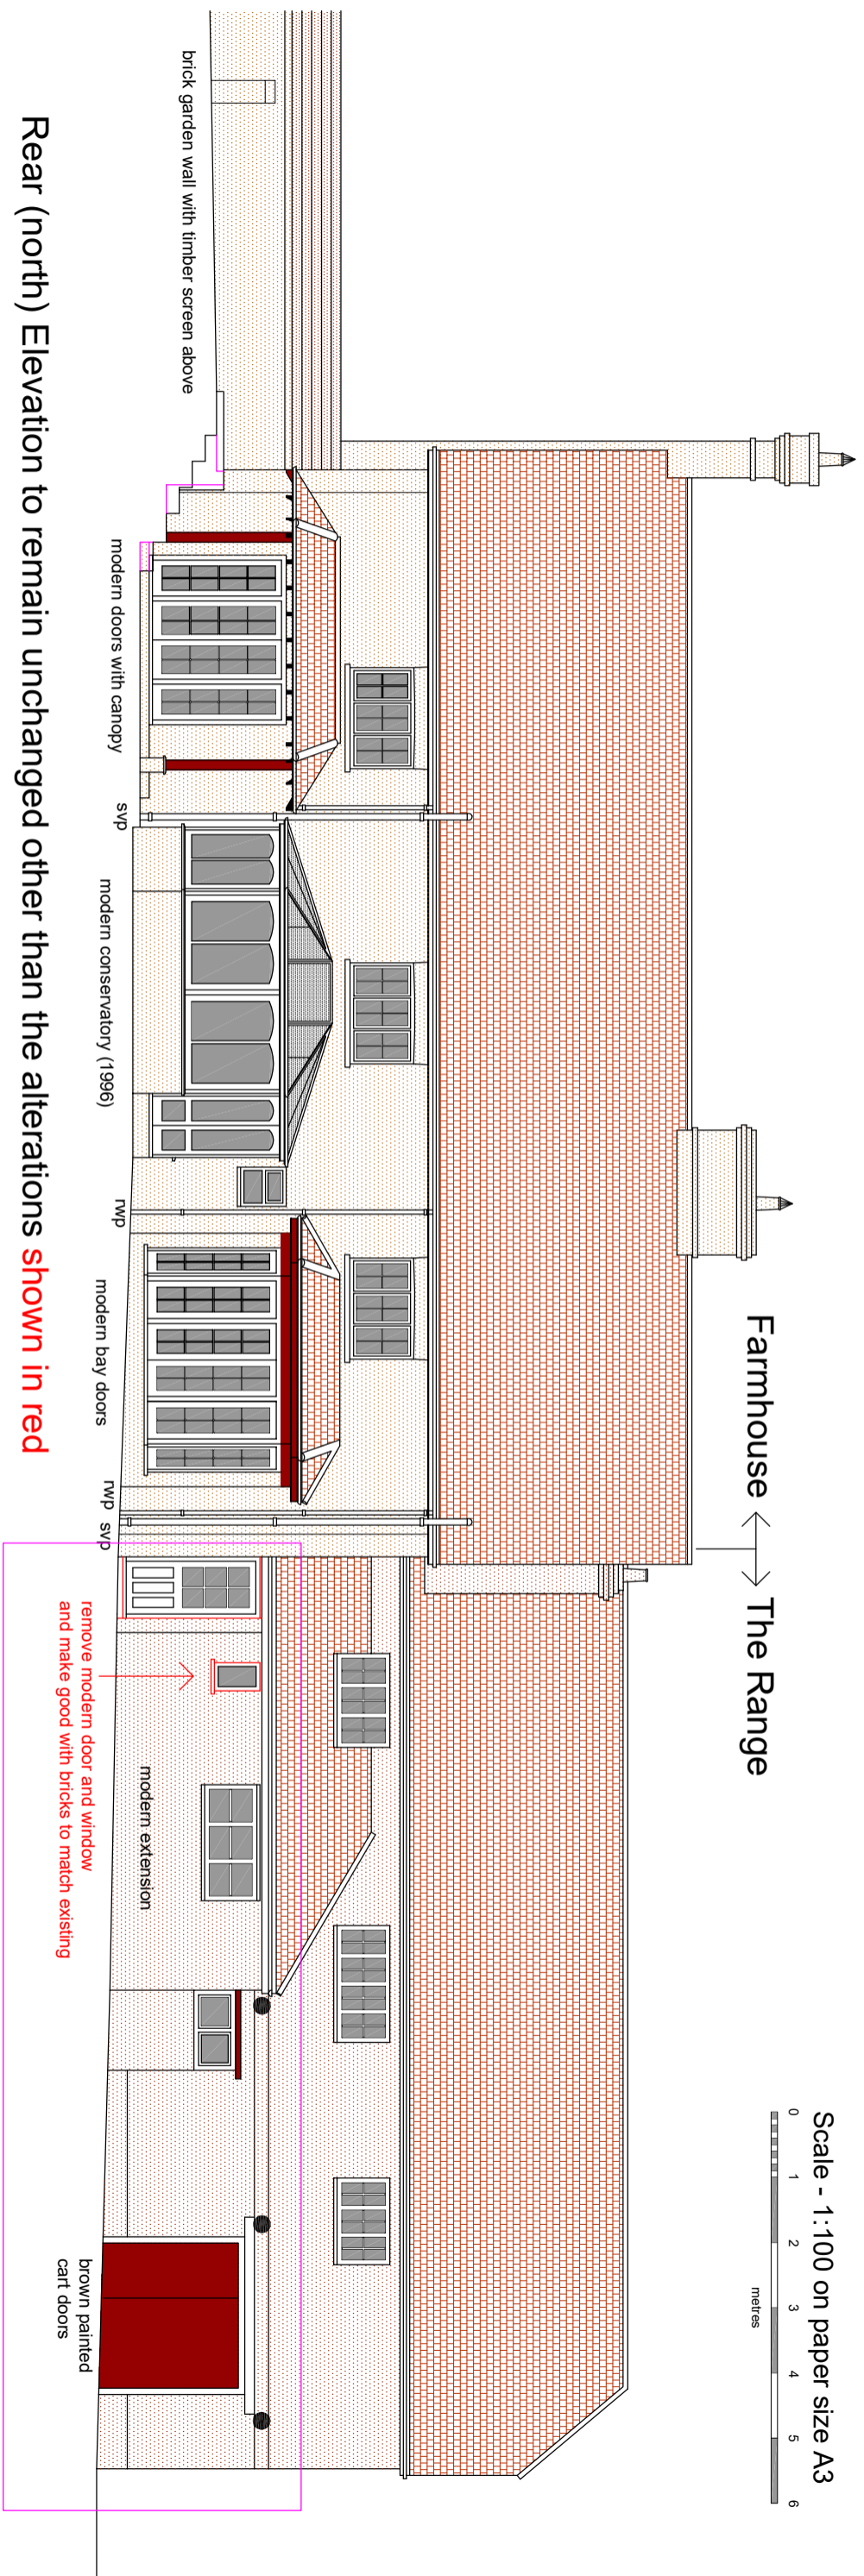 Scale - 1:100 on paper size A3
0 1 2 3 4 5 6
metres
Farmhouse The Range
brick garden wall with timber screen above
modern doors with canopy
svp
modern conservatory (1996)
rwp
modern bay doors
rwp svp
modern extension
remove modern door and window
and make good with bricks to match existing
brown painted
cart doors
Rear (north) Elevation to remain unchanged other than the alterations shown in red